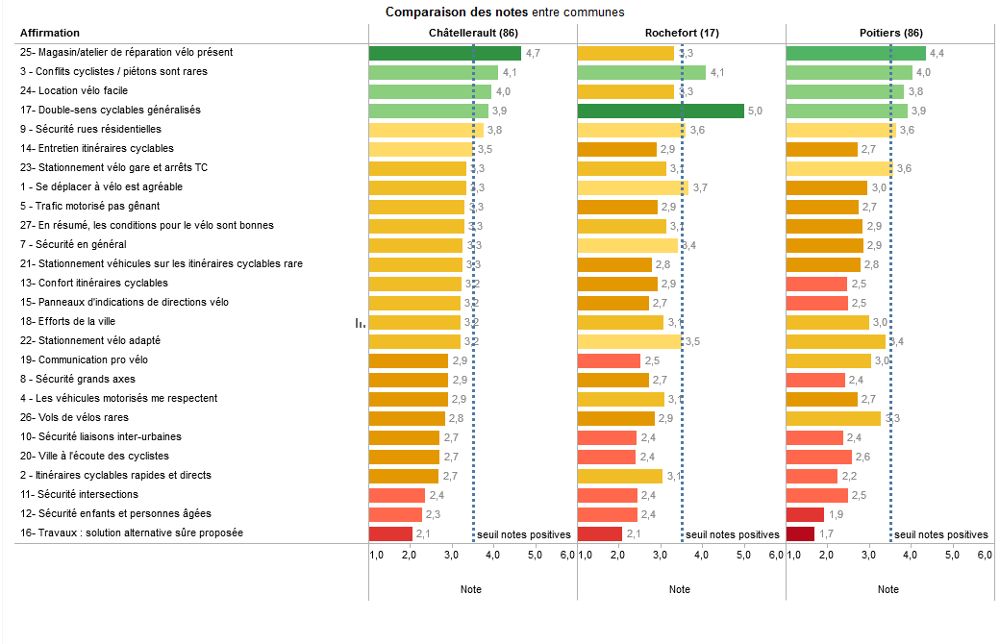 Comparaison des notes entre communes
Affirmation Châtellerault (86) Rochefort (17) Poitiers (86)
25- Magasin/atelier de réparation vélo présent 4,7 3,3 4,4
3 - Conflits cyclistes / piétons sont rares 4,1 4,1 4,0
24- Location vélo facile 4,0 3,3 3,8
17- Double-sens cyclables généralisés 3,9 5,0 3,9
9 - Sécurité rues résidentielles 3,8 3,6 3,6
14- Entretien itinéraires cyclables 3,5 2,9 2,7
23- Stationnement vélo gare et arrêts TC 3,3 3,1 3,6
1 - Se déplacer à vélo est agréable 3,3 3,7 3,0
5 - Trafic motorisé pas gênant 3,3 2,9 2,7
27- En résumé, les conditions pour le vélo sont bonnes 3,3 3,1 2,9
7 - Sécurité en général 3,3 3,4 2,9
21- Stationnement véhicules sur les itinéraires cyclables rare 3,3 2,8 2,8
13- Confort itinéraires cyclables 3,2 2,9 2,5
15- Panneaux d'indications de directions vélo 3,2 2,7 2,5
18- Efforts de la ville 3,2 3,1 3,0
22- Stationnement vélo adapté 3,2 3,5 3,4
19- Communication pro vélo 2,9 2,5 3,0
8 - Sécurité grands axes 2,9 2,7 2,4
4 - Les véhicules motorisés me respectent 2,9 3,1 2,7
26- Vols de vélos rares 2,8 2,9 3,3
10- Sécurité liaisons inter-urbaines 2,7 2,4 2,4
20- Ville à l'écoute des cyclistes 2,7 2,4 2,6
2 - Itinéraires cyclables rapides et directs 2,7 3,1 2,2
11- Sécurité intersections 2,4 2,4 2,5
12- Sécurité enfants et personnes âgées 2,3 2,4 1,9
16- Travaux : solution alternative sûre proposée 2,1 seuil notes positives 2,1 seuil notes positives 1,7 seuil notes positives
1,0 2,0 3,0 4,0 5,0 6,0 1,0 2,0 3,0 4,0 5,0 6,0 1,0 2,0 3,0 4,0 5,0 6,0
Note Note Note